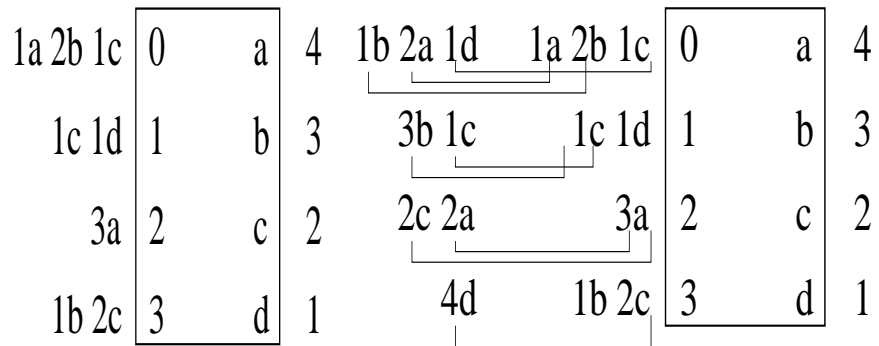 1a 2b 1c 0 a 4 1b 2a 1d 1a 2b 1c 0 a 4
1c 1d 1 b 3 3b 1c 1c 1d 1 b 3
3a 2 c 2 2c 2a 3a 2 c 2
1b 2c 3 d 1 4d 1b 2c 3 d 1